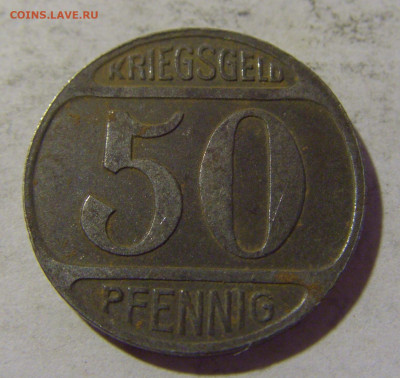 COINS.LAVE.RU
KRIEGSGELD
50
PFENNIG